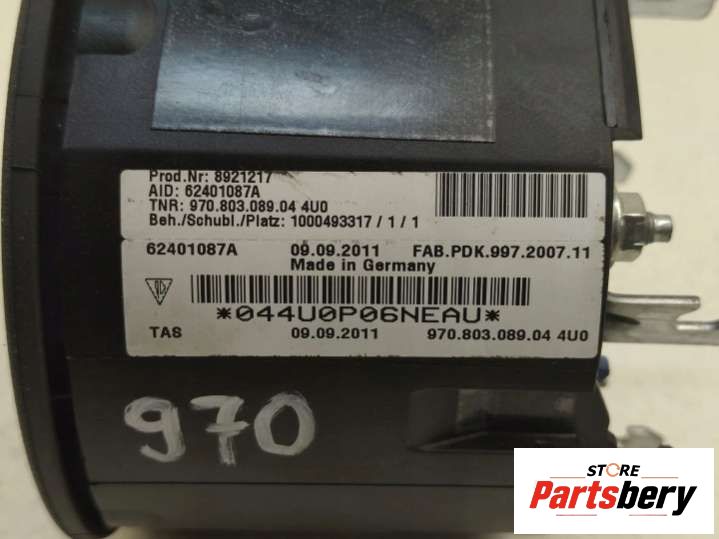 Prod.Nr: 8921217
AID: 62401087A
TNR: 970.803.089.04 4U0
Beh./Schubl./Platz: 1000493317 / 1 / 1
62401087A 09.09.2011 FAB.PDK.997.2007.11
Made in Germany
*044U0P06NEAU*
TAS 09.09.2011 970.803.089.04 4U0
970
STORE
Partsbery